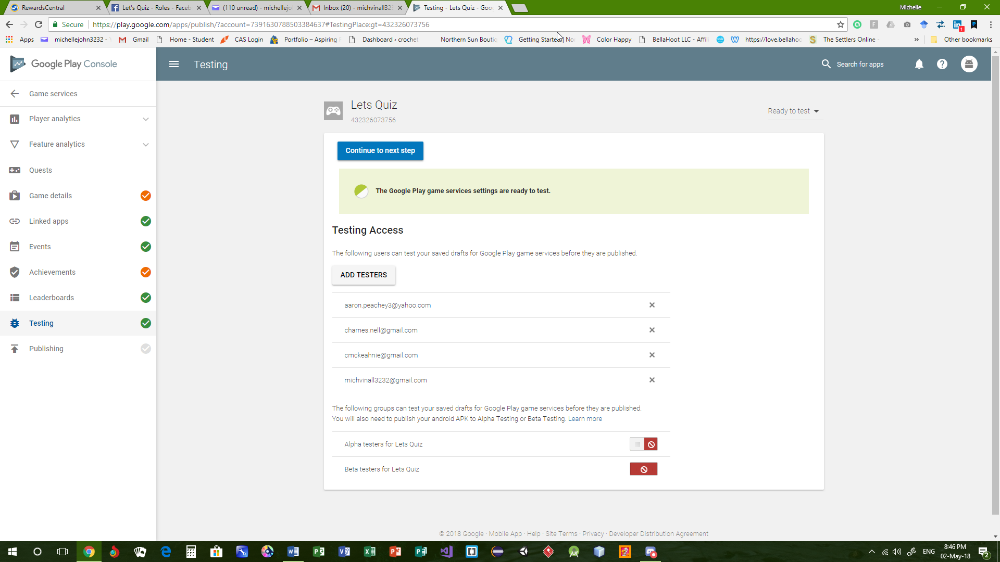 RewardsCentral
Let's Quiz - Roles - Faceb
(110 unread) - michellejo
Inbox (20) - michvinall323
Testing - Lets Quiz - Goo
Michelle
Secure
https://play.google.com/apps/publish/?account=7391630788503384637#TestingPlace:gt=432326073756
Apps
michellejohn3232 -
Gmail
Home - Student
CAS Login
Portfolio – Aspiring
Dashboard ‹ crochet
Northern Sun Boutiq
Getting Started | No
Color Happy
BellaHoot LLC - Affili
https://love.bellahoo
The Settlers Online -
»
Other bookmarks
Google Play Console
Testing
Search for apps
Game services
Player analytics
Feature analytics
Quests
Game details
Linked apps
Events
Achievements
Leaderboards
Testing
Publishing
Lets Quiz
432326073756
Ready to test
Continue to next step
The Google Play game services settings are ready to test.
Testing Access
The following users can test your saved drafts for Google Play game services before they are published.
ADD TESTERS
aaron.peachey3@yahoo.com
charnes.nell@gmail.com
cmckeahnie@gmail.com
michvinall3232@gmail.com
The following groups can test your saved drafts for Google Play game services before they are published.
You will also need to publish your android APK to Alpha Testing or Beta Testing. Learn more
Alpha testers for Lets Quiz
Beta testers for Lets Quiz
© 2018 Google · Mobile App · Help · Site Terms · Privacy · Developer Distribution Agreement
ENG
8:46 PM
02-May-18
2